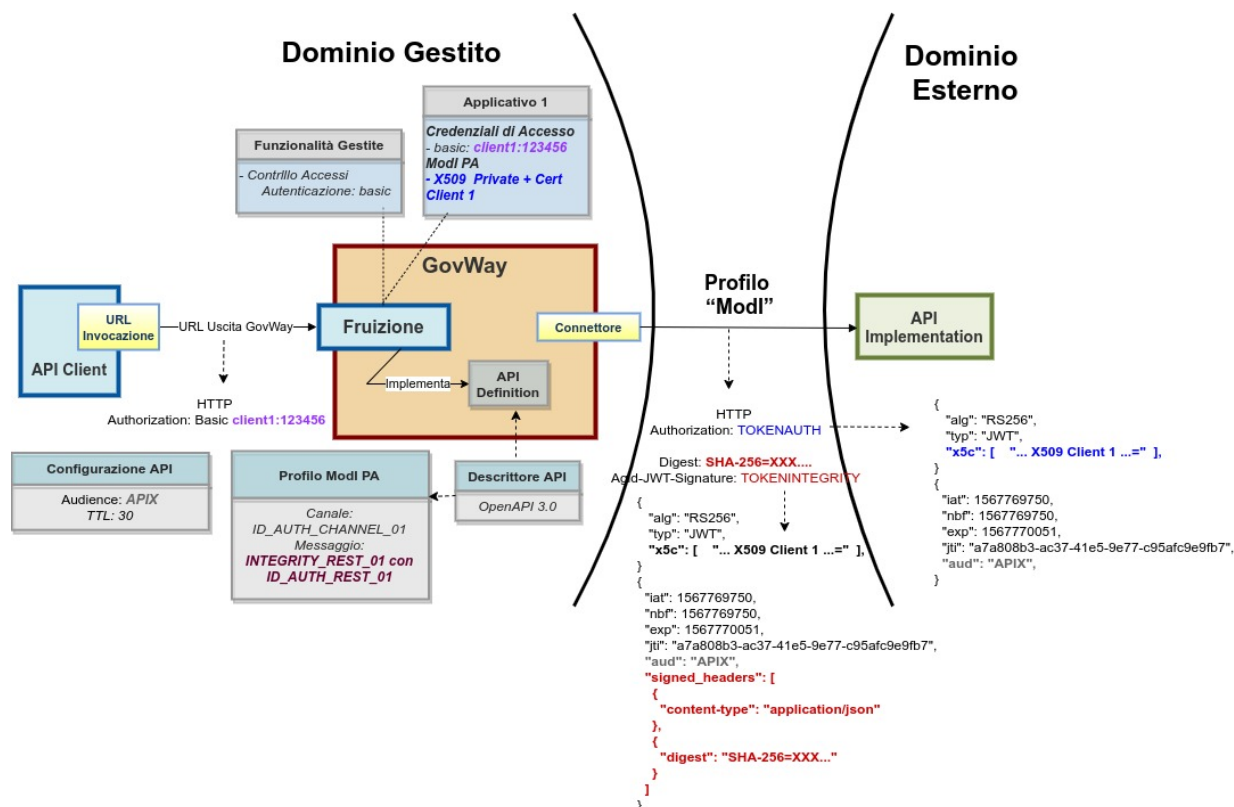 Dominio Gestito
Dominio
Esterno
Applicativo 1
Credenziali di Accesso
- basic: client1:123456
ModI PA
- X509  Private + Cert
Client 1
Funzionalità Gestite
- Contrllo Accessi
Autenticazione: basic
GovWay
Profilo
“ModI”
URL
Invocazione
API Client
URL Uscita GovWay
Fruizione
Connettore
API
Implementation
Implementa
API
Definition
HTTP
Authorization: Basic client1:123456
HTTP
Authorization: TOKENAUTH
Digest: SHA-256=XXX....
Agid-JWT-Signature: TOKENINTEGRITY
Configurazione API
Audience: APIX
TTL: 30
Profilo ModI PA
Canale:
ID_AUTH_CHANNEL_01
Messaggio:
INTEGRITY_REST_01 con
ID_AUTH_REST_01
Descrittore API
OpenAPI 3.0
{
"alg": "RS256",
"typ": "JWT",
"x5c": [    "... X509 Client 1 ...="  ],
}
{
"iat": 1567769750,
"nbf": 1567769750,
"exp": 1567770051,
"jti": "a7a808b3-ac37-41e5-9e77-c95afc9e9fb7",
"aud": "APIX",
"signed_headers": [
{
"content-type": "application/json"
},
{
"digest": "SHA-256=XXX..."
}
]
}
{
"alg": "RS256",
"typ": "JWT",
"x5c": [    "... X509 Client 1 ...="  ],
}
{
"iat": 1567769750,
"nbf": 1567769750,
"exp": 1567770051,
"jti": "a7a808b3-ac37-41e5-9e77-c95afc9e9fb7",
"aud": "APIX",
}